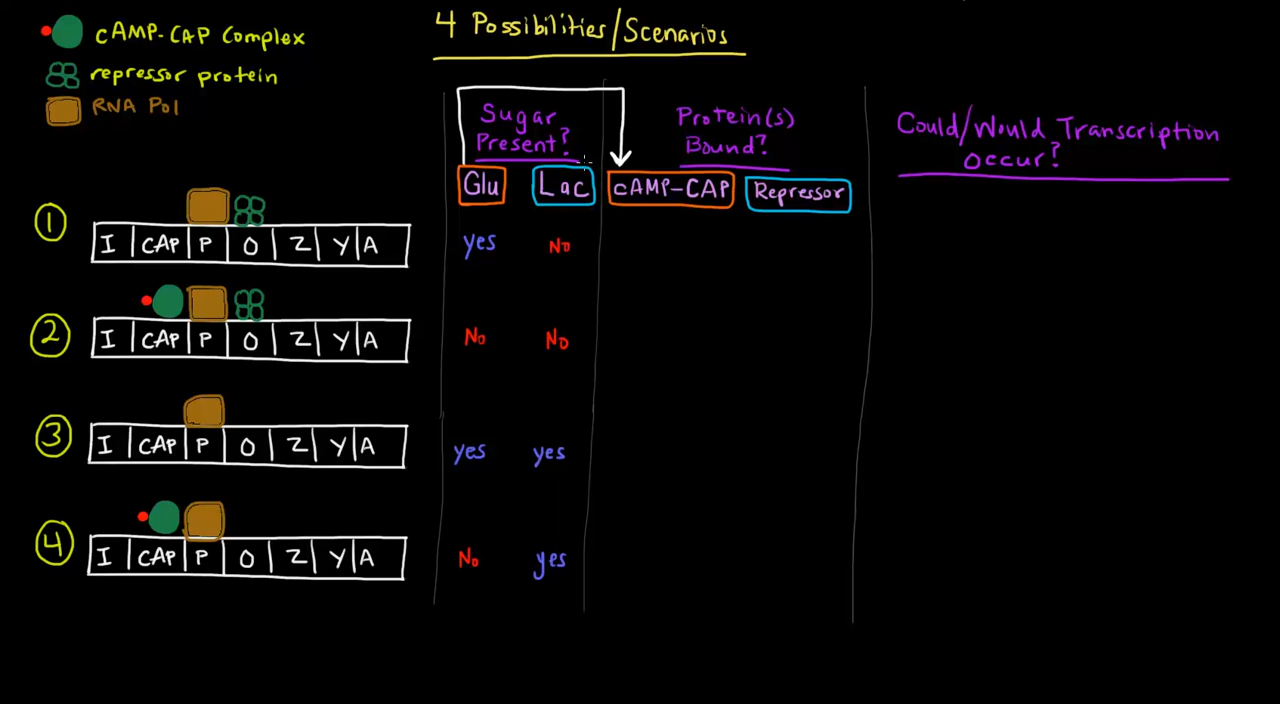 4 Possibilities/Scenarios
cAMP-CAP Complex
repressor protein
RNA Pol
Sugar
Present?
Protein(s)
Bound?
Could/Would Transcription
Occur?
Glu Lac cAMP-CAP Repressor
1 I CAP P O Z Y A yes No
2 I CAP P O Z Y A No No
3 I CAP P O Z Y A yes yes
4 I CAP P O Z Y A No yes